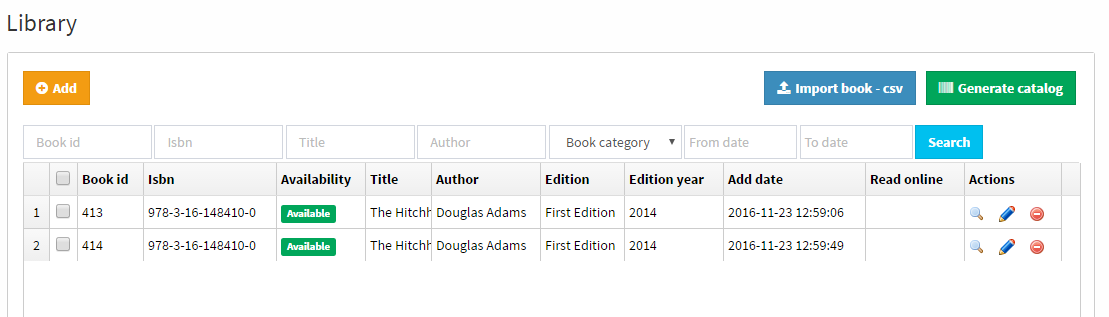 Library
Add Import book - csv Generate catalog
Book id Isbn Title Author Book category From date To date Search
Book id Isbn Availability Title Author Edition Edition year Add date Read online Actions
1 413 978-3-16-148410-0 Available The Hitchh Douglas Adams First Edition 2014 2016-11-23 12:59:06
2 414 978-3-16-148410-0 Available The Hitchh Douglas Adams First Edition 2014 2016-11-23 12:59:49